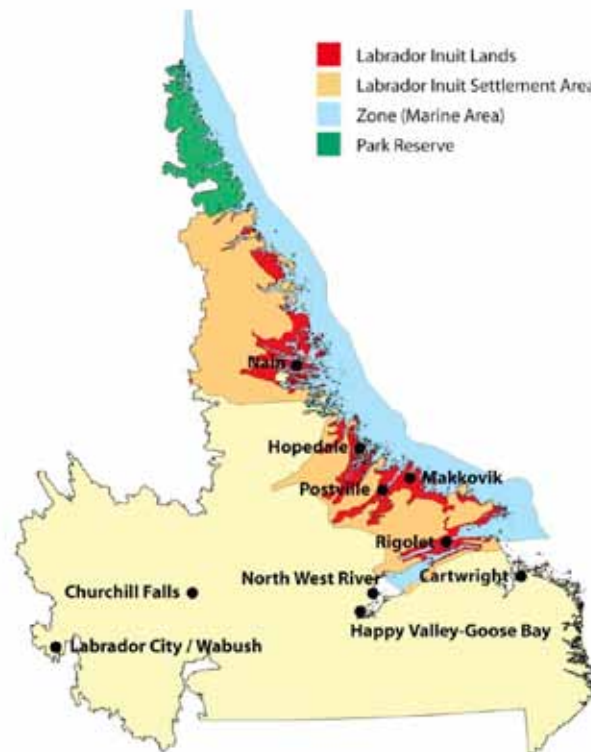 Labrador Inuit Lands
Labrador Inuit Settlement Area
Zone (Marine Area)
Park Reserve
Nain
Hopedale
Makkovik
Postville
Rigolet
North West River
Cartwright
Churchill Falls
Happy Valley-Goose Bay
Labrador City / Wabush